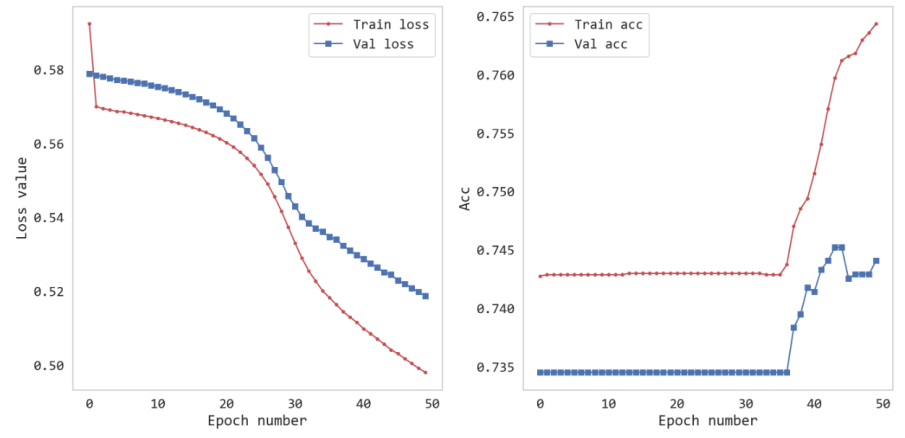 Train loss
Val loss
0.58
0.56
0.54
0.52
0.50
Loss value
0 10 20 30 40 50
Epoch number
Train acc
Val acc
0.765
0.760
0.755
0.750
0.745
0.740
0.735
Acc
0 10 20 30 40 50
Epoch number